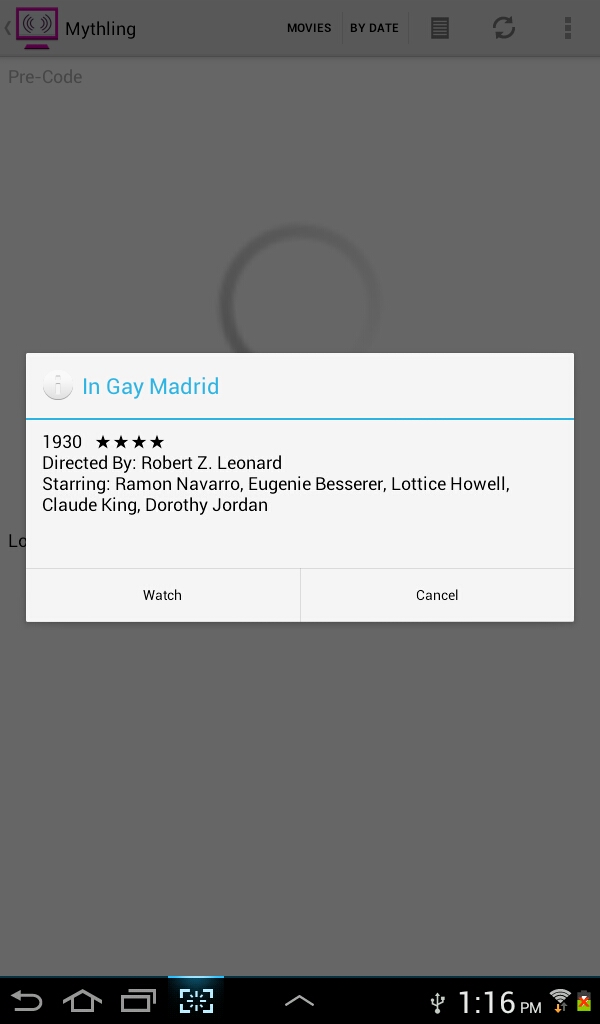 Mythling
MOVIES
BY DATE
Pre-Code
In Gay Madrid
1930 ★★★★
Directed By: Robert Z. Leonard
Starring: Ramon Navarro, Eugenie Besserer, Lottice Howell,
Claude King, Dorothy Jordan
Lo
Watch
Cancel
1:16 PM